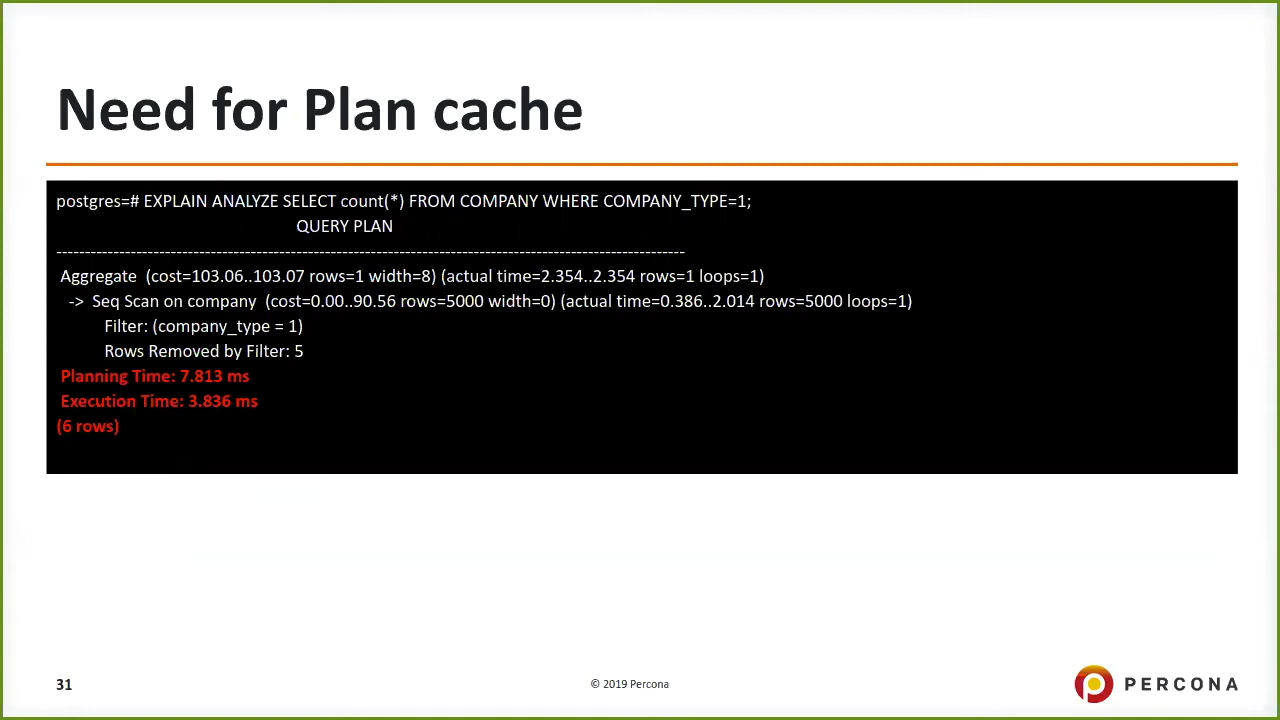 Need for Plan cache
postgres=# EXPLAIN ANALYZE SELECT count(*) FROM COMPANY WHERE COMPANY_TYPE=1;
QUERY PLAN
---------------------------------------------------------------------------------------------------------
Aggregate (cost=103.06..103.07 rows=1 width=8) (actual time=2.354..2.354 rows=1 loops=1)
-> Seq Scan on company (cost=0.00..90.56 rows=5000 width=0) (actual time=0.386..2.014 rows=5000 loops=1)
Filter: (company_type = 1)
Rows Removed by Filter: 5
Planning Time: 7.813 ms
Execution Time: 3.836 ms
(6 rows)
31
© 2019 Percona
PERCONA